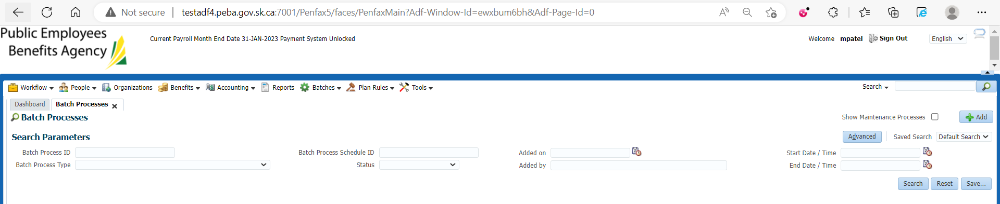 Not secure testadf4.peba.gov.sk.ca:7001/Penfax5/faces/PenfaxMain?Adf-Window-Id=ewxbum6bh&Adf-Page-Id=0
Public Employees
Benefits Agency
Current Payroll Month End Date 31-JAN-2023 Payment System Unlocked
Welcome mpatel Sign Out English
Workflow People Organizations Benefits Accounting Reports Batches Plan Rules Tools Search
Dashboard Batch Processes
Batch Processes Show Maintenance Processes Add
Search Parameters Advanced Saved Search Default Search
Batch Process ID Batch Process Schedule ID Added on Start Date / Time
Batch Process Type Status Added by End Date / Time
Search Reset Save...